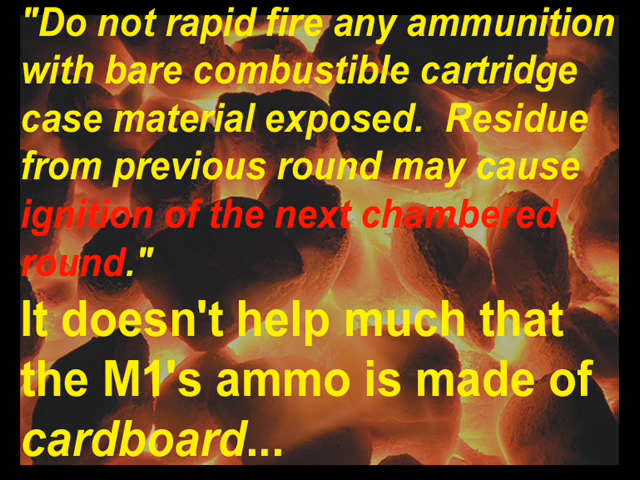 "Do not rapid fire any ammunition
with bare combustible cartridge
case material exposed.  Residue
from previous round may cause
ignition of the next chambered
round."
It doesn't help much that
the M1's ammo is made of
cardboard...